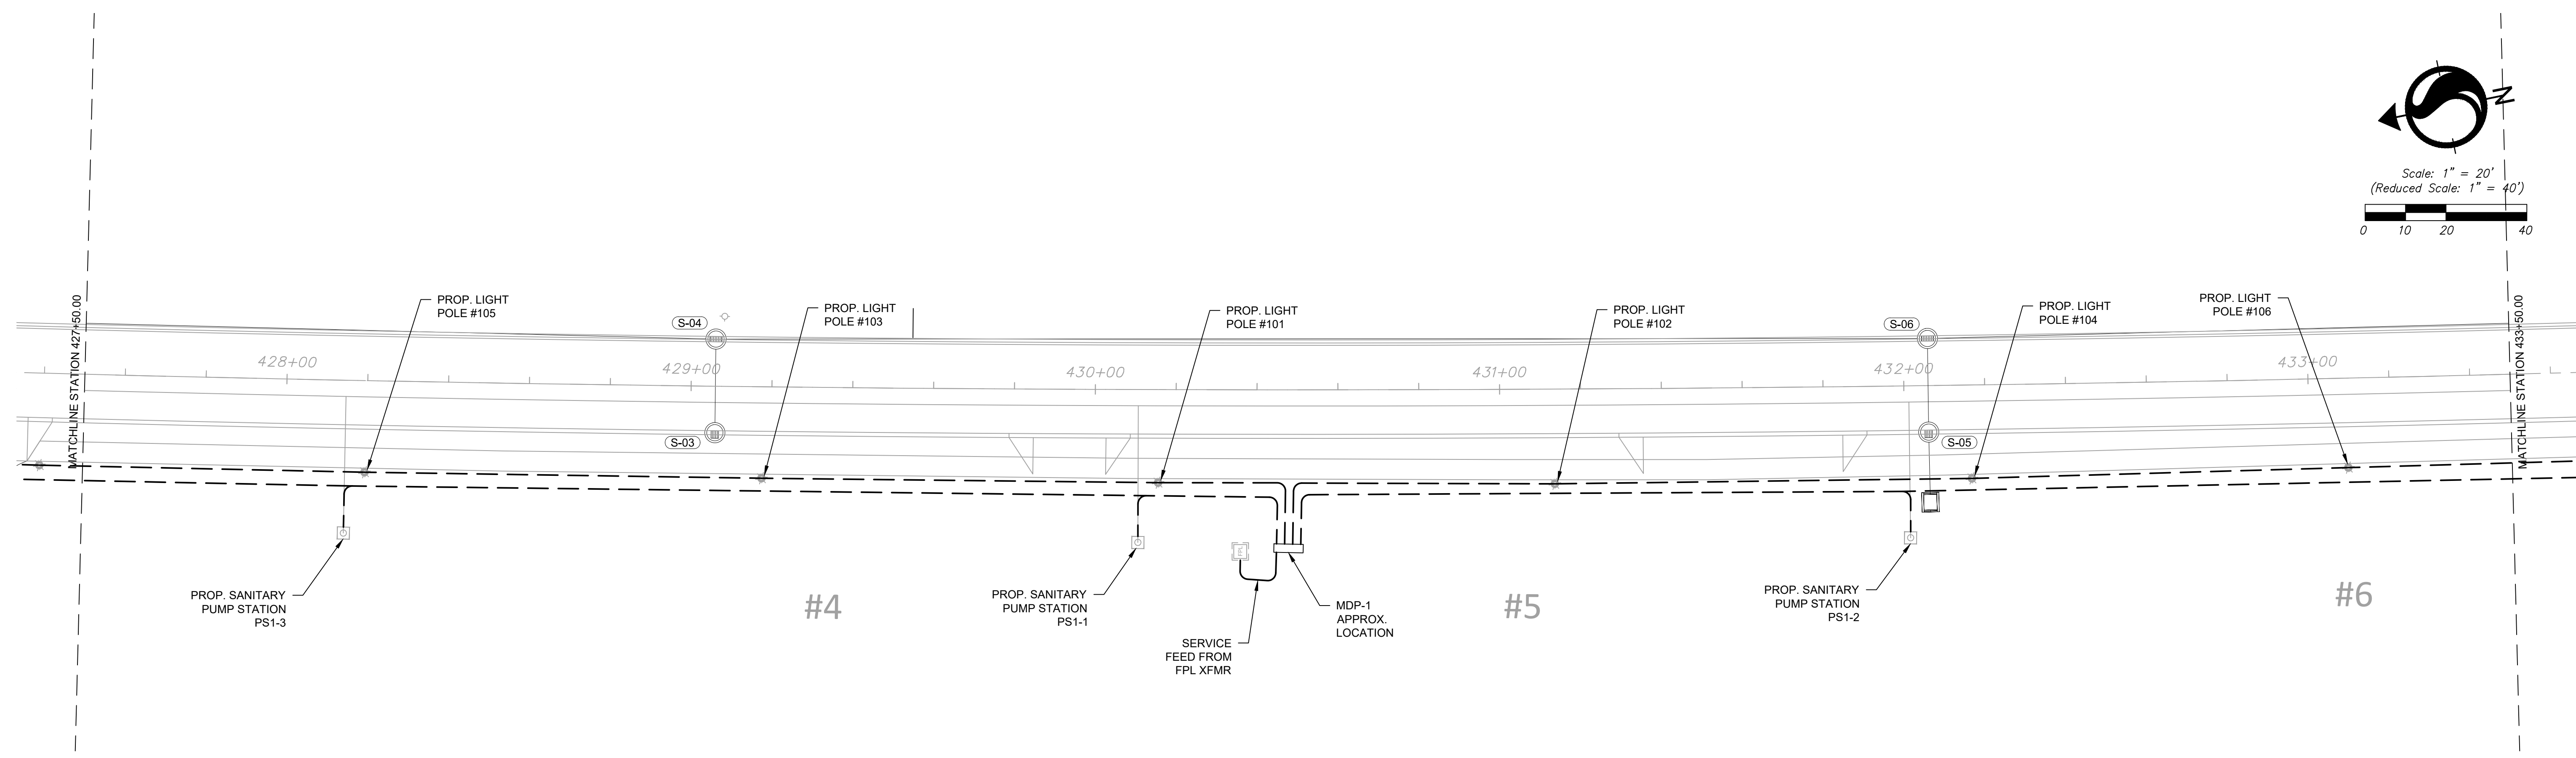 N
Scale: 1" = 20'
(Reduced Scale: 1" = 40')
0 10 20 40
MATCHLINE STATION 427+50.00
PROP. LIGHT
POLE #105
S-04
PROP. LIGHT
POLE #103
PROP. LIGHT
POLE #101
PROP. LIGHT
POLE #102
S-06
PROP. LIGHT
POLE #104
PROP. LIGHT
POLE #106
MATCHLINE STATION 433+50.00
428+00
429+00
430+00
431+00
432+00
433+00
S-03
S-05
FPL
PROP. SANITARY
PUMP STATION
PS1-3
#4
PROP. SANITARY
PUMP STATION
PS1-1
SERVICE
FEED FROM
FPL XFMR
MDP-1
APPROX.
LOCATION
#5
PROP. SANITARY
PUMP STATION
PS1-2
#6